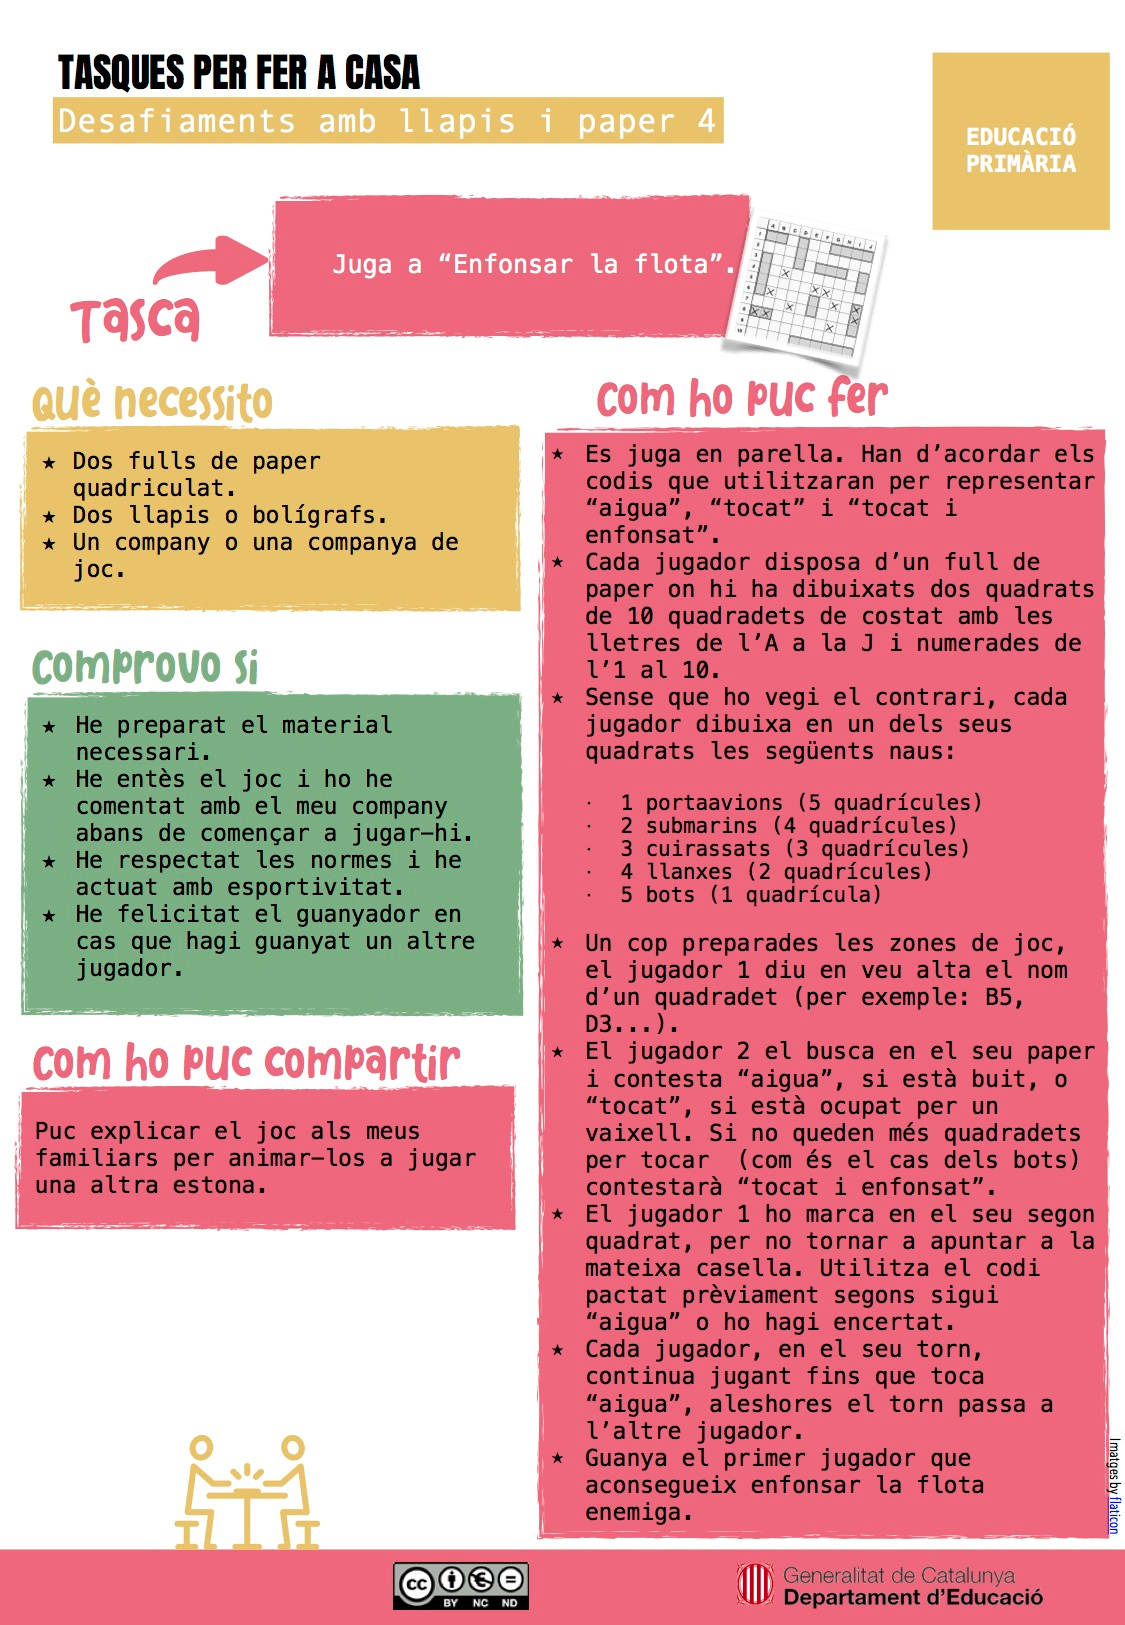 TASQUES PER FER A CASA
Desafiaments amb llapis i paper 4
EDUCACIÓ
PRIMÀRIA
Tasca
Juga a “Enfonsar la flota”.
Què necessito
★ Dos fulls de paper
quadriculat.
★ Dos llapis o bolígrafs.
★ Un company o una companya de
joc.
Comprovo si
★ He preparat el material
necessari.
★ He entès el joc i ho he
comentat amb el meu company
abans de començar a jugar-hi.
★ He respectat les normes i he
actuat amb esportivitat.
★ He felicitat el guanyador en
cas que hagi guanyat un altre
jugador.
Com ho puc compartir
Puc explicar el joc als meus
familiars per animar-los a jugar
una altra estona.
Com ho puc fer
★ Es juga en parella. Han d’acordar els
codis que utilitzaran per representar
“aigua”, “tocat” i “tocat i
enfonsat”.
★ Cada jugador disposa d’un full de
paper on hi ha dibuixats dos quadrats
de 10 quadradets de costat amb les
lletres de l’A a la J i numerades de
l’1 al 10.
★ Sense que ho vegi el contrari, cada
jugador dibuixa en un dels seus
quadrats les següents naus:
· 1 portaavions (5 quadrícules)
· 2 submarins (4 quadrícules)
· 3 cuirassats (3 quadrícules)
· 4 llanxes (2 quadrícules)
· 5 bots (1 quadrícula)
★ Un cop preparades les zones de joc,
el jugador 1 diu en veu alta el nom
d’un quadradet (per exemple: B5,
D3...).
★ El jugador 2 el busca en el seu paper
i contesta “aigua”, si està buit, o
“tocat”, si està ocupat per un
vaixell. Si no queden més quadradets
per tocar (com és el cas dels bots)
contestarà “tocat i enfonsat”.
★ El jugador 1 ho marca en el seu segon
quadrat, per no tornar a apuntar a la
mateixa casella. Utilitza el codi
pactat prèviament segons sigui
“aigua” o ho hagi encertat.
★ Cada jugador, en el seu torn,
continua jugant fins que toca
“aigua”, aleshores el torn passa a
l’altre jugador.
★ Guanya el primer jugador que
aconsegueix enfonsar la flota
enemiga.
Imatges by flaticon
cc
BY NC ND
Generalitat de Catalunya
Departament d’Educació